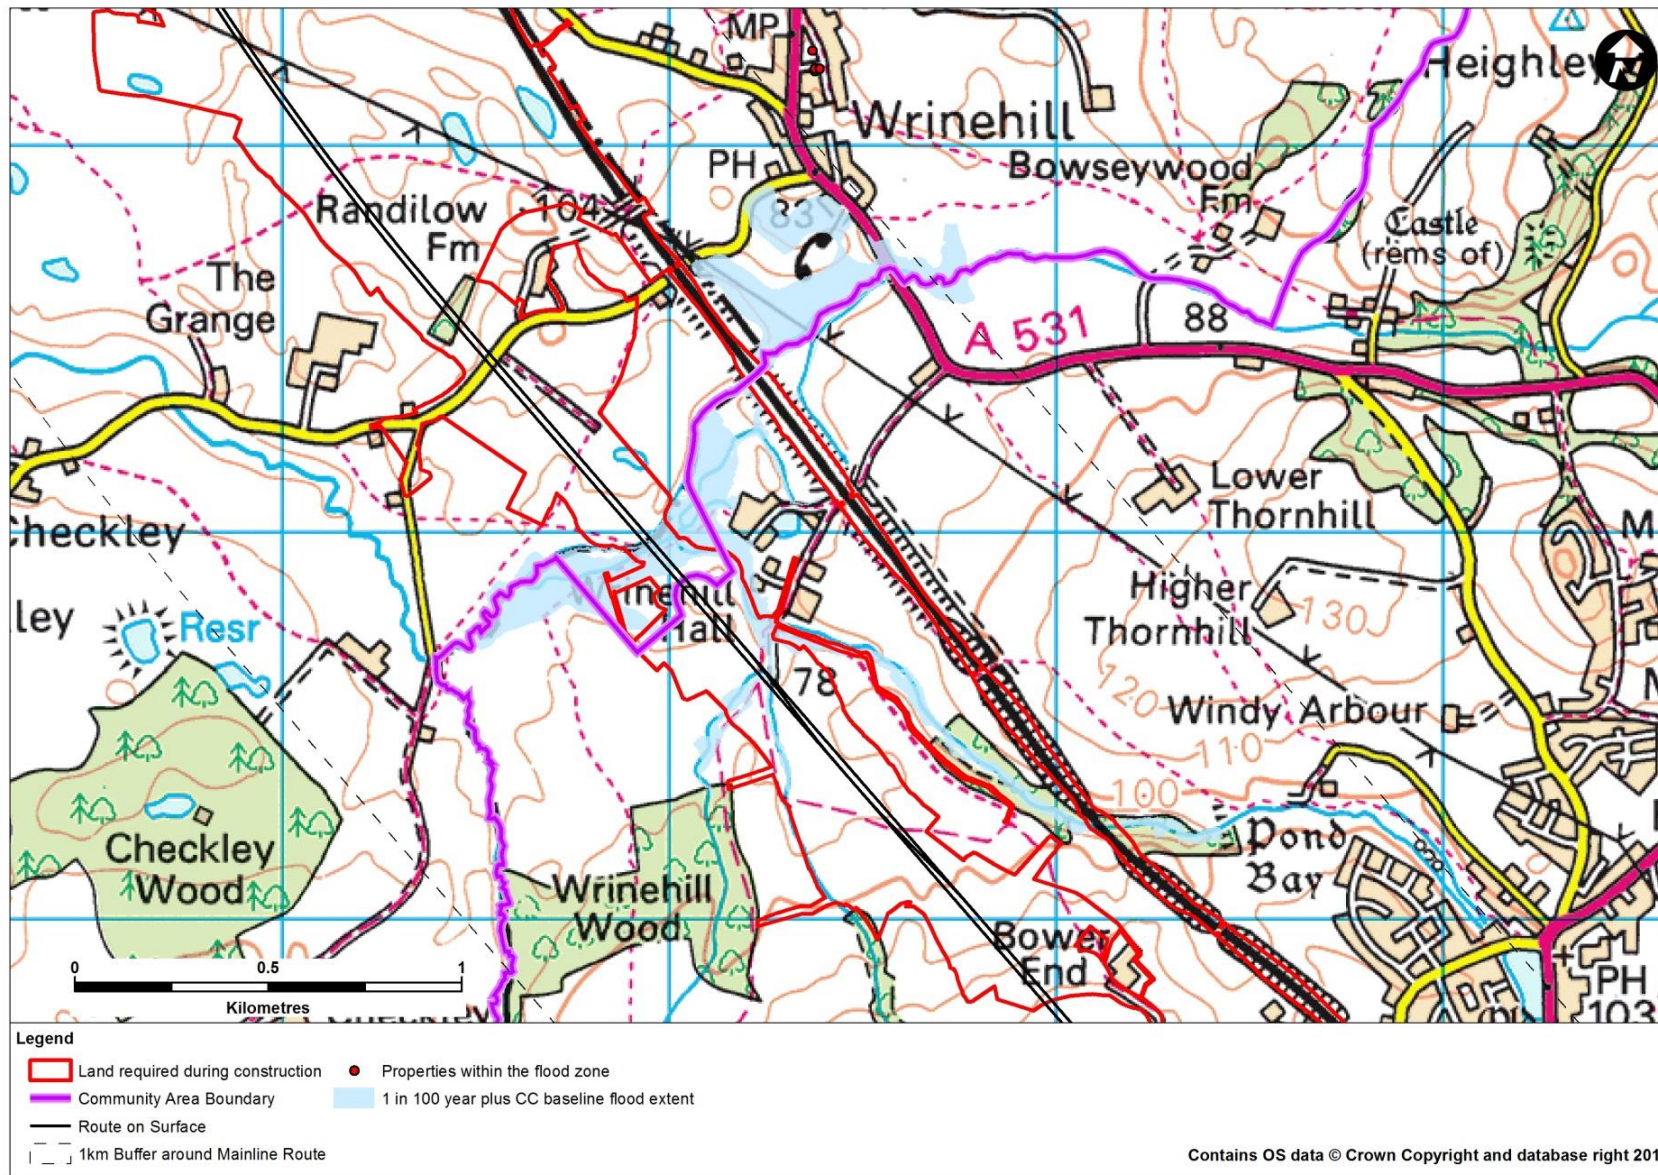 MP
Heighley
N
Wrinehill
PH
Bowseywood
Fm
Randilow
Fm
104
83
Castle
(rems of)
The
Grange
A 531
88
Lower
Thornhill
Checkley
Higher
Thornhill
130
ley
Resr
Wrinehill
Hall
78
120
Windy Arbour
110
100
Pond
Bay
Checkley
Wood
Wrinehill
Wood
Bower
End
PH
103
0 0.5 1
Kilometres
Legend
Land required during construction
Properties within the flood zone
Community Area Boundary
1 in 100 year plus CC baseline flood extent
Route on Surface
1km Buffer around Mainline Route
Contains OS data © Crown Copyright and database right 201